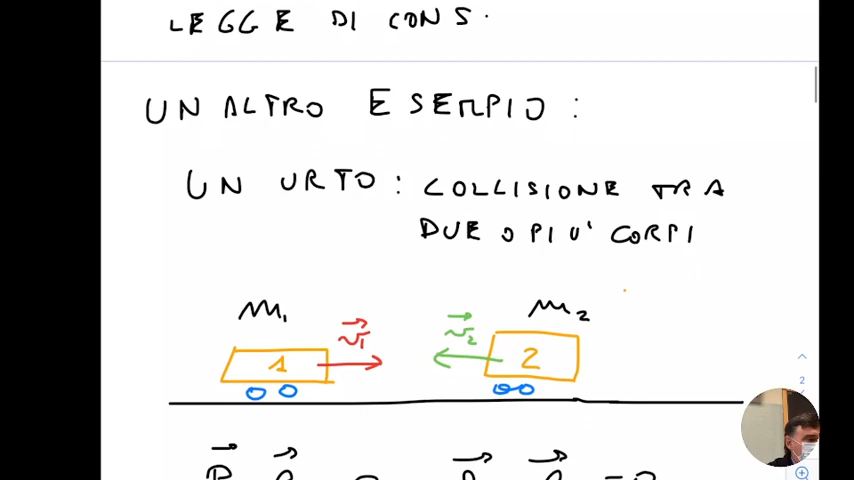 LEGGE DI CONS.
UN ALTRO ESEMPIO:
UN URTO: COLLISIONE TRA
DUE O PIU' CORPI
m₁ m₂
v⃗₁ v⃗₂
1 2
2